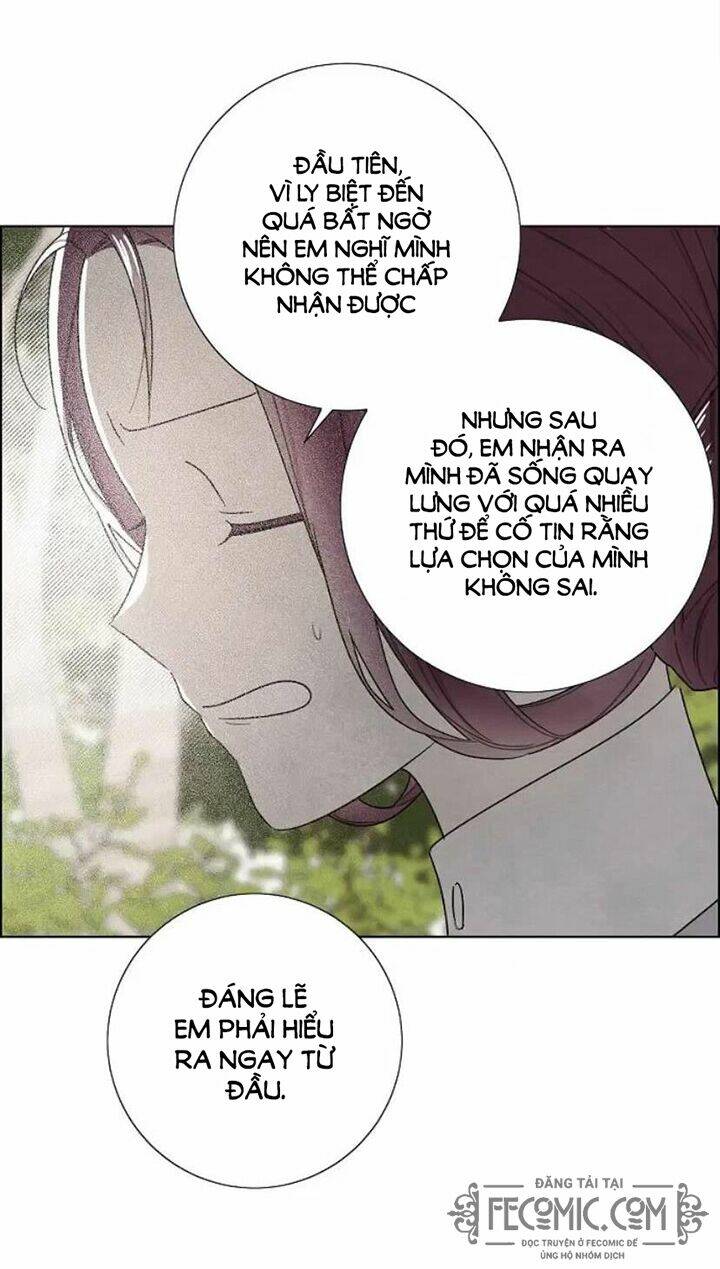 ĐẦU TIÊN,
VÌ LY BIỆT ĐẾN
QUÁ BẤT NGỜ
NÊN EM NGHĨ MÌNH
KHÔNG THỂ CHẤP
NHẬN ĐƯỢC
NHƯNG SAU
ĐÓ, EM NHẬN RA
MÌNH ĐÃ SỐNG QUAY
LƯNG VỚI QUÁ NHIỀU
THỨ ĐỂ CỐ TIN RẰNG
LỰA CHỌN CỦA MÌNH
KHÔNG SAI.
ĐÁNG LẼ
EM PHẢI HIỂU
RA NGAY TỪ
ĐẦU.
ĐĂNG TẢI TẠI
FECOMIC.COM
ĐỌC TRUYỆN Ở FECOMIC ĐỂ
ỦNG HỘ NHÓM DỊCH